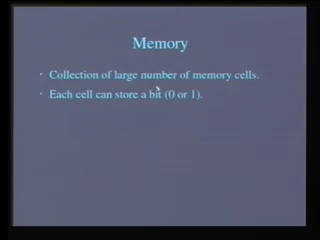 Memory
• Collection of large number of memory cells.
• Each cell can store a bit (0 or 1).